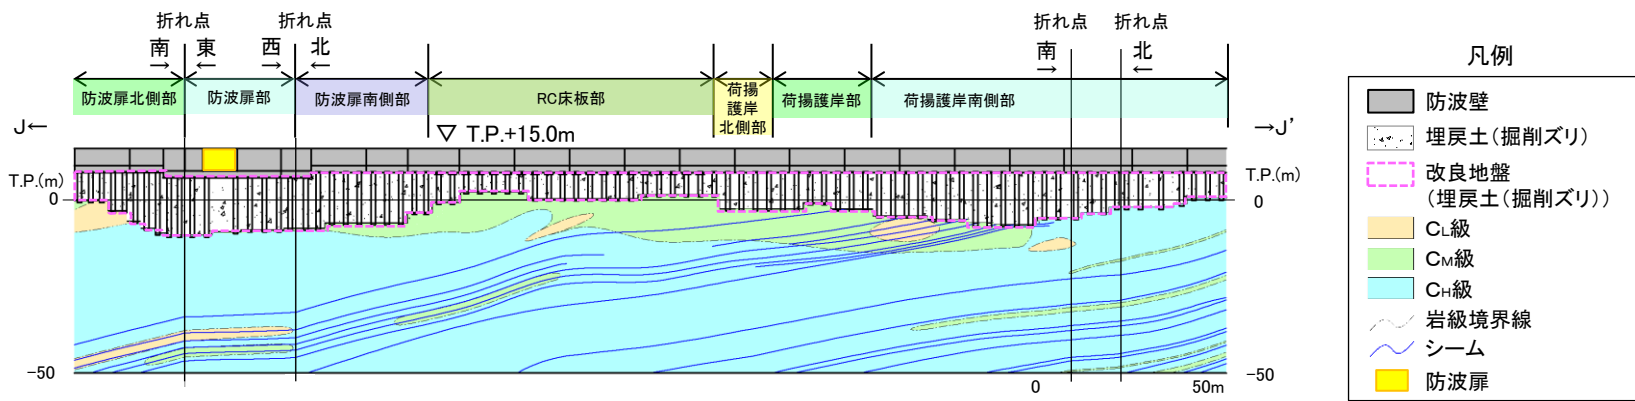 折れ点
折れ点
折れ点
折れ点
南
東
西
北
南
北
→
←
→
←
→
←
防波扉北側部
防波扉部
防波扉南側部
RC床板部
荷揚
護岸
北側部
荷揚護岸部
荷揚護岸南側部
J←
▽ T.P.+15.0m
→J’
T.P.(m)
T.P.(m)
0
0
-50
-50
0
50m
凡例
防波壁
埋戻土(掘削ズリ)
改良地盤
(埋戻土(掘削ズリ))
CL級
CM級
CH級
岩級境界線
シーム
防波扉